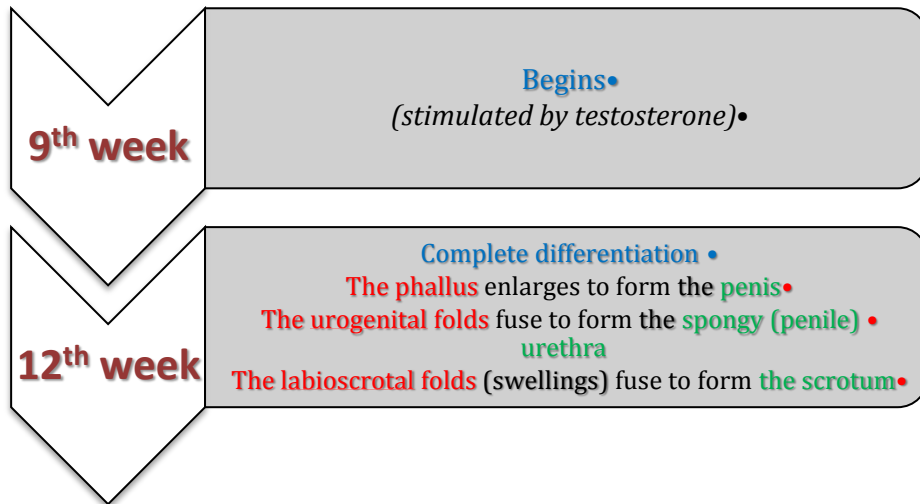 9th week
Begins•
(stimulated by testosterone)•
12th week
Complete differentiation •
The phallus enlarges to form the penis•
The urogenital folds fuse to form the spongy (penile) •
urethra
The labioscrotal folds (swellings) fuse to form the scrotum•